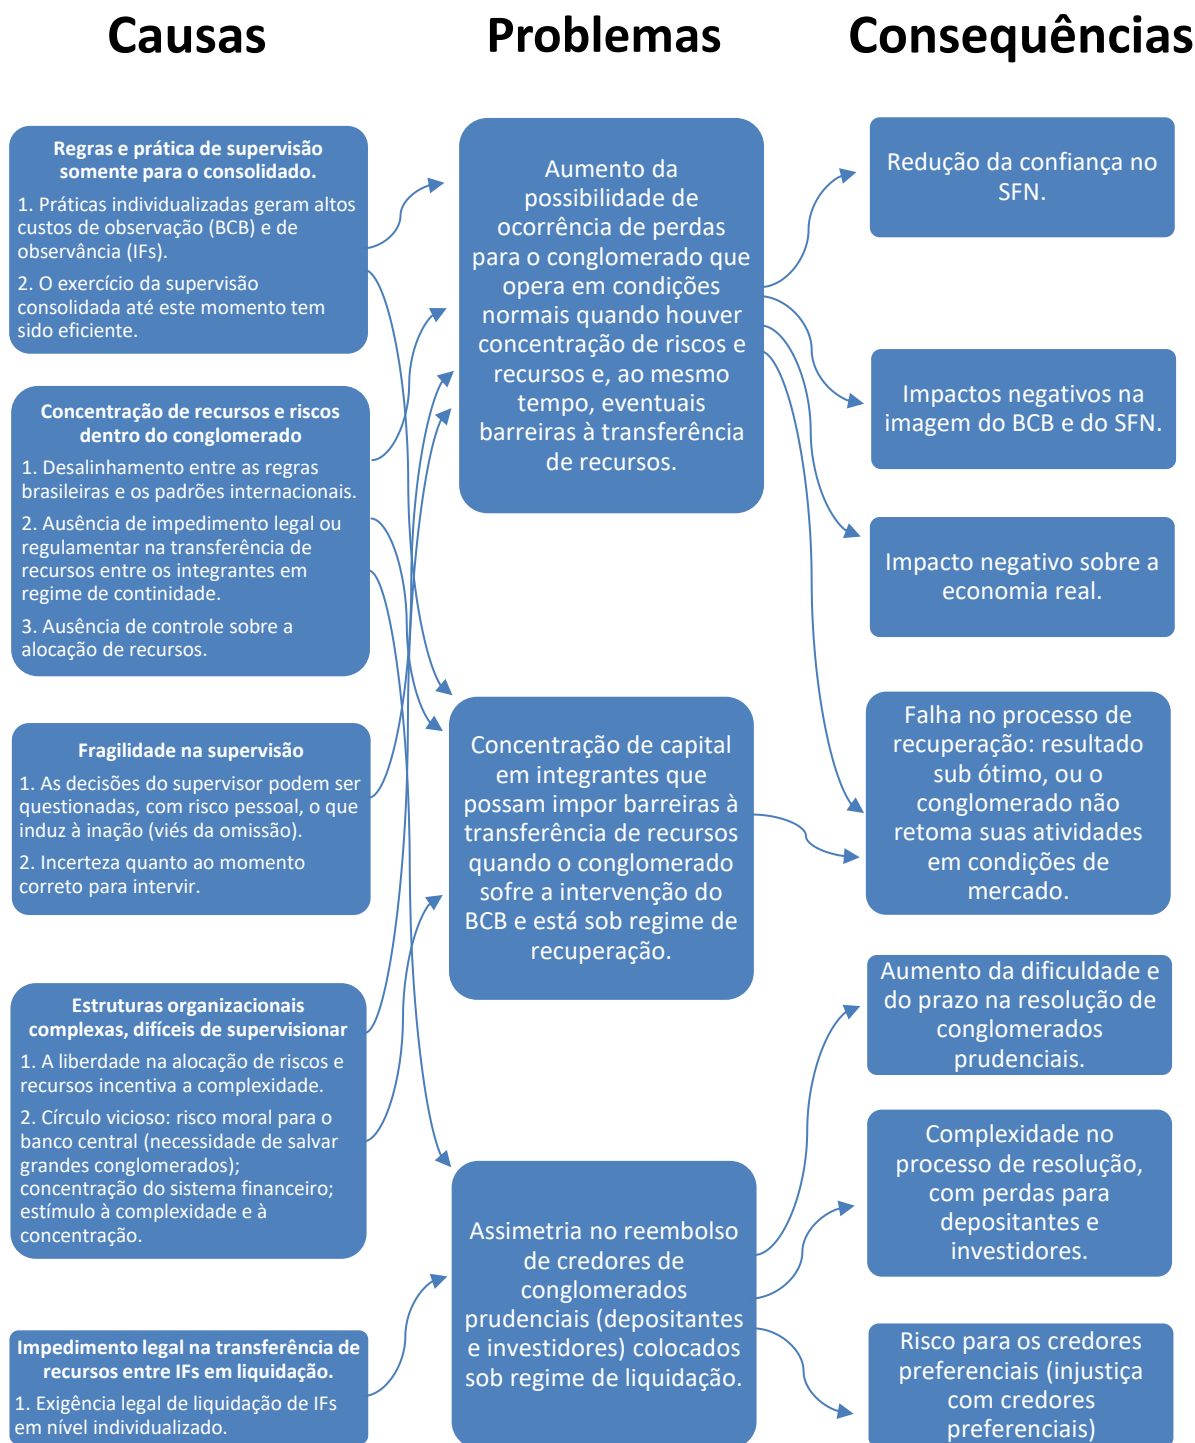 Causas
Problemas
Consequências
Regras e prática de supervisão
somente para o consolidado.
1. Práticas individualizadas geram altos
custos de observação (BCB) e de
observância (IFs).
2. O exercício da supervisão
consolidada até este momento tem
sido eficiente.
Concentração de recursos e riscos
dentro do conglomerado
1. Desalinhamento entre as regras
brasileiras e os padrões internacionais.
2. Ausência de impedimento legal ou
regulamentar na transferência de
recursos entre os integrantes em
regime de continidade.
3. Ausência de controle sobre a
alocação de recursos.
Fragilidade na supervisão
1. As decisões do supervisor podem ser
questionadas, com risco pessoal, o que
induz à inação (viés da omissão).
2. Incerteza quanto ao momento
correto para intervir.
Estruturas organizacionais
complexas, difíceis de supervisionar
1. A liberdade na alocação de riscos e
recursos incentiva a complexidade.
2. Círculo vicioso: risco moral para o
banco central (necessidade de salvar
grandes conglomerados);
concentração do sistema financeiro;
estímulo à complexidade e à
concentração.
Impedimento legal na transferência de
recursos entre IFs em liquidação.
1. Exigência legal de liquidação de IFs
em nível individualizado.
Aumento da
possibilidade de
ocorrência de perdas
para o conglomerado que
opera em condições
normais quando houver
concentração de riscos e
recursos e, ao mesmo
tempo, eventuais
barreiras à transferência
de recursos.
Concentração de capital
em integrantes que
possam impor barreiras à
transferência de recursos
quando o conglomerado
sofre a intervenção do
BCB e está sob regime de
recuperação.
Assimetria no reembolso
de credores de
conglomerados
prudenciais (depositantes
e investidores) colocados
sob regime de liquidação.
Redução da confiança no
SFN.
Impactos negativos na
imagem do BCB e do SFN.
Impacto negativo sobre a
economia real.
Falha no processo de
recuperação: resultado
sub ótimo, ou o
conglomerado não
retoma suas atividades
em condições de
mercado.
Aumento da dificuldade e
do prazo na resolução de
conglomerados
prudenciais.
Complexidade no
processo de resolução,
com perdas para
depositantes e
investidores.
Risco para os credores
preferenciais (injustiça
com credores
preferenciais)